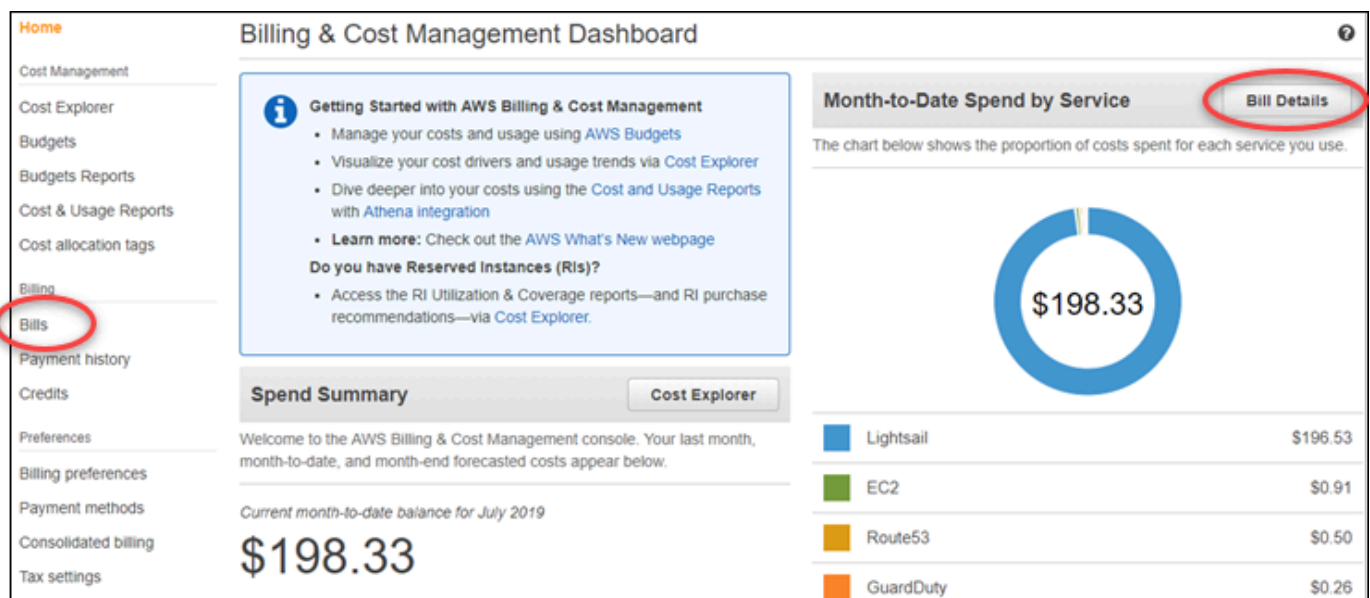 Home
Cost Management
Cost Explorer
Budgets
Budgets Reports
Cost & Usage Reports
Cost allocation tags
Billing
Bills
Payment history
Credits
Preferences
Billing preferences
Payment methods
Consolidated billing
Tax settings
Billing & Cost Management Dashboard
Getting Started with AWS Billing & Cost Management
• Manage your costs and usage using AWS Budgets
• Visualize your cost drivers and usage trends via Cost Explorer
• Dive deeper into your costs using the Cost and Usage Reports
with Athena integration
• Learn more: Check out the AWS What's New webpage
Do you have Reserved Instances (RIs)?
• Access the RI Utilization & Coverage reports—and RI purchase
recommendations—via Cost Explorer.
Spend Summary
Cost Explorer
Welcome to the AWS Billing & Cost Management console. Your last month,
month-to-date, and month-end forecasted costs appear below.
Current month-to-date balance for July 2019
$198.33
Month-to-Date Spend by Service
Bill Details
The chart below shows the proportion of costs spent for each service you use.
$198.33
Lightsail $196.53
EC2 $0.91
Route53 $0.50
GuardDuty $0.26